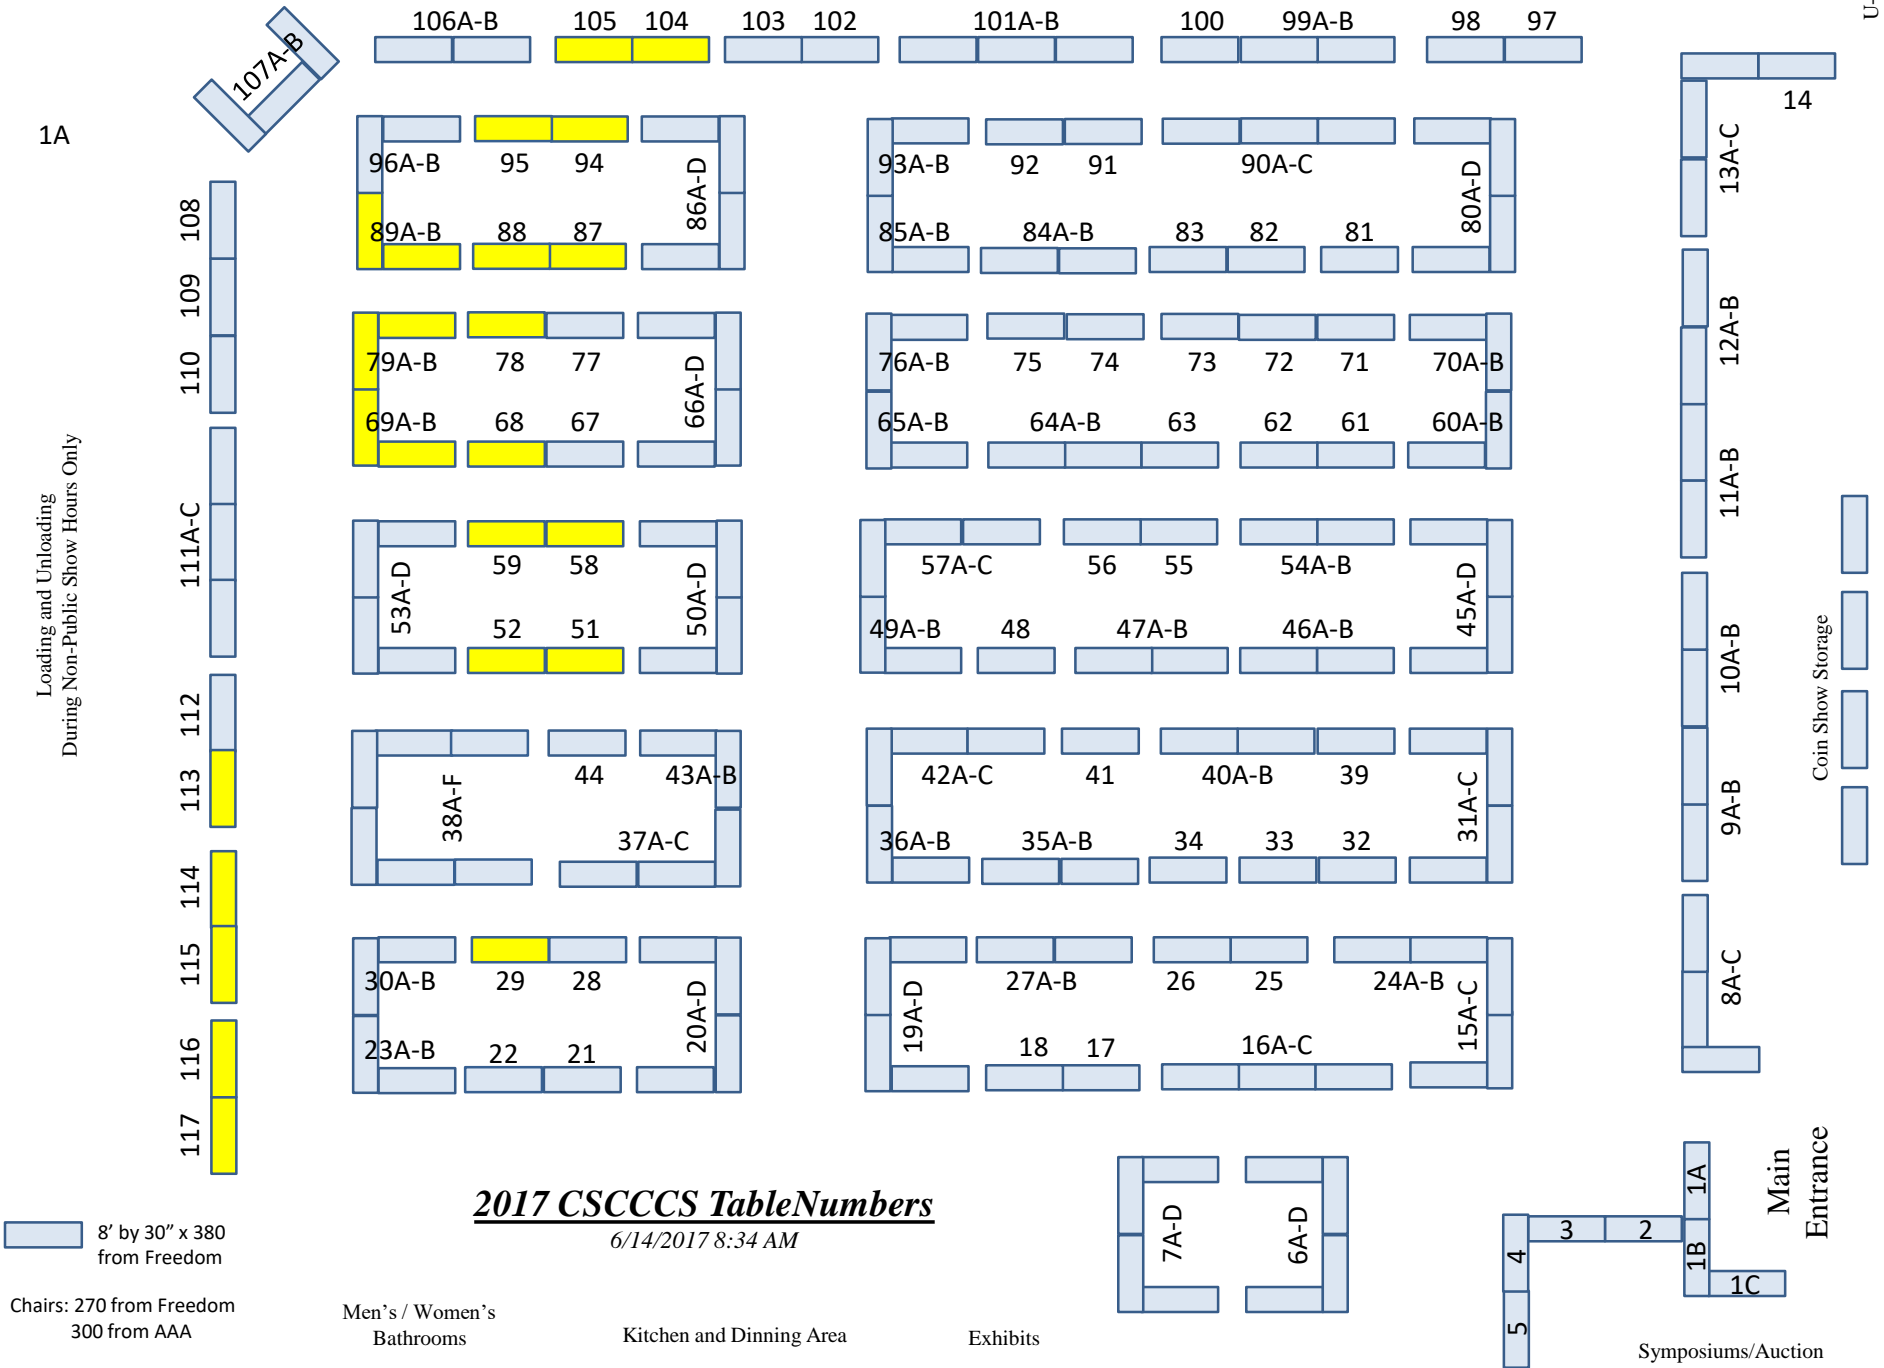 106A-B 105 104 103 102 101A-B 100 99A-B 98 97
U-
107A-B
1A
14
13A-C
96A-B 95 94 86A-D 93A-B 92 91 90A-C 80A-D
108
89A-B 88 87 85A-B 84A-B 83 82 81
109
110
12A-B
79A-B 78 77 66A-D 76A-B 75 74 73 72 71 70A-B
69A-B 68 67 65A-B 64A-B 63 62 61 60A-B
11A-B
Loading and Unloading
During Non-Public Show Hours Only
111A-C
53A-D 59 58 50A-D 57A-C 56 55 54A-B 45A-D
52 51 49A-B 48 47A-B 46A-B
10A-B
Coin Show Storage
112
113
38A-F 44 43A-B 42A-C 41 40A-B 39 31A-C
9A-B
37A-C 36A-B 35A-B 34 33 32
114
115
30A-B 29 28 20A-D 19A-D 27A-B 26 25 24A-B 15A-C
8A-C
23A-B 22 21 18 17 16A-C
116
117
Main
Entrance
2017 CSCCCS TableNumbers
6/14/2017 8:34 AM
7A-D 6A-D
1A
4 3 2 1B
1C
5
8’ by 30” x 380
from Freedom
Chairs: 270 from Freedom
300 from AAA
Men’s / Women’s
Bathrooms
Kitchen and Dinning Area
Exhibits
Symposiums/Auction